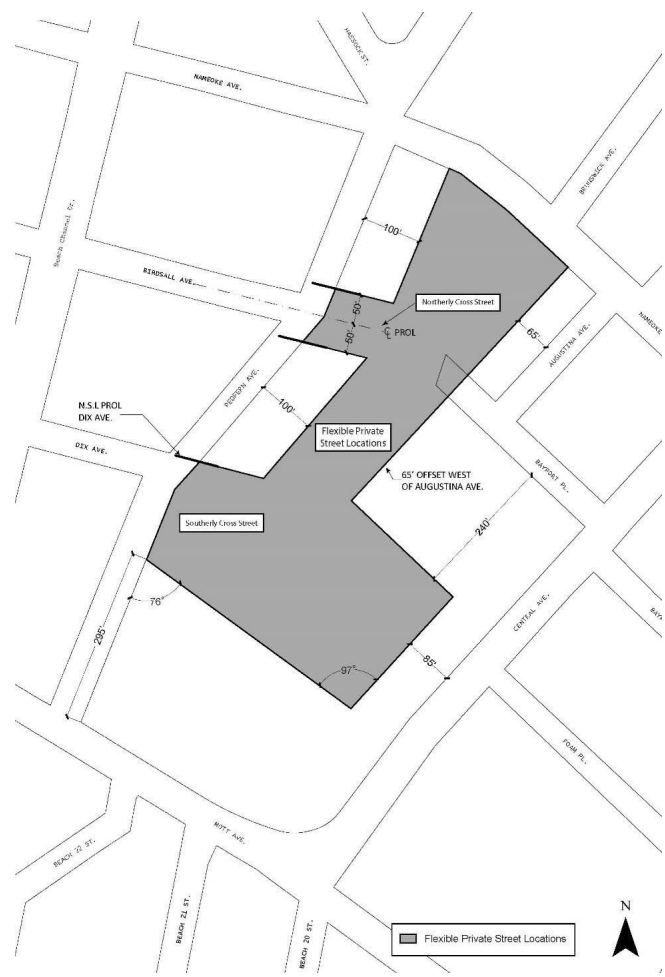 HASSOCK ST.
NAMEOKE AVE.
BRUNSWICK AVE.
Beach Channel Dr.
100'
BIRDSALL AVE.
50'
Northerly Cross Street
℄ PROL
50'
65'
AUGUSTINA AVE.
NAMEOKE
REDFERN AVE.
N.S.L PROL
DIX AVE.
100'
Flexible Private
Street Locations
DIX AVE.
65' OFFSET WEST
OF AUGUSTINA AVE.
BAYPORT PL.
240'
Southerly Cross Street
CENTRAL AVE.
76°
295'
97°
85'
FOAM PL.
MOTT AVE.
BEACH 22 ST.
BEACH 21 ST.
BEACH 20 ST.
N
Flexible Private Street Locations